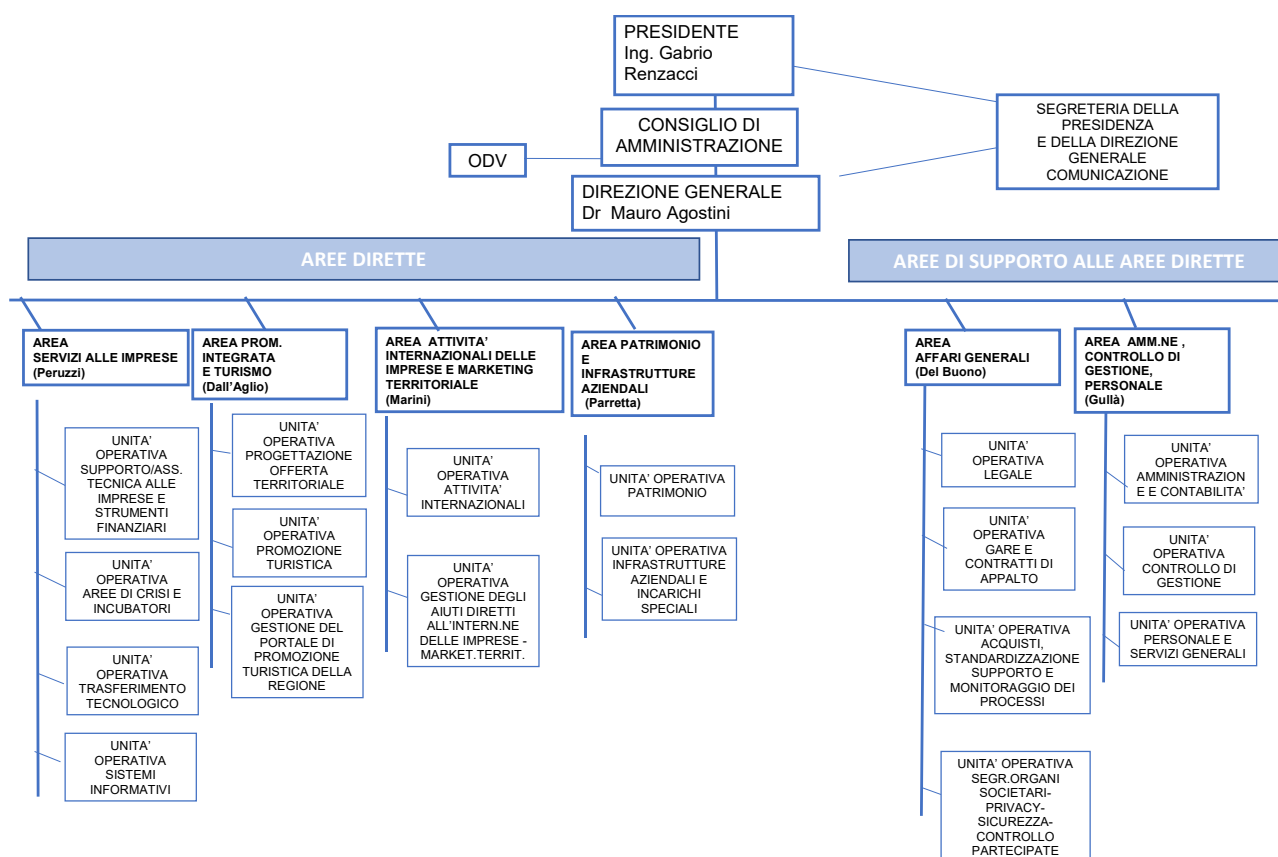 PRESIDENTE
Ing. Gabrio
Renzacci
CONSIGLIO DI
AMMINISTRAZIONE
SEGRETERIA DELLA
PRESIDENZA
E DELLA DIREZIONE
GENERALE
COMUNICAZIONE
ODV
DIREZIONE GENERALE
Dr Mauro Agostini
AREE DIRETTE
AREE DI SUPPORTO ALLE AREE DIRETTE
AREA
SERVIZI ALLE IMPRESE
(Peruzzi)
UNITA'
OPERATIVA
SUPPORTO/ASS.
TECNICA ALLE
IMPRESE E
STRUMENTI
FINANZIARI
UNITA'
OPERATIVA
AREE DI CRISI E
INCUBATORI
UNITA'
OPERATIVA
TRASFERIMENTO
TECNOLOGICO
UNITA'
OPERATIVA
SISTEMI
INFORMATIVI
AREA PROM.
INTEGRATA
E TURISMO
(Dall'Aglio)
UNITA'
OPERATIVA
PROGETTAZIONE
OFFERTA
TERRITORIALE
UNITA'
OPERATIVA
PROMOZIONE
TURISTICA
UNITA'
OPERATIVA
GESTIONE DEL
PORTALE DI
PROMOZIONE
TURISTICA DELLA
REGIONE
AREA ATTIVITA'
INTERNAZIONALI DELLE
IMPRESE E MARKETING
TERRITORIALE
(Marini)
UNITA'
OPERATIVA
ATTIVITA'
INTERNAZIONALI
UNITA'
OPERATIVA
GESTIONE DEGLI
AIUTI DIRETTI
ALL'INTERN.NE
DELLE IMPRESE -
MARKET.TERRIT.
AREA PATRIMONIO
E
INFRASTRUTTURE
AZIENDALI
(Parretta)
UNITA' OPERATIVA
PATRIMONIO
UNITA' OPERATIVA
INFRASTRUTTURE
AZIENDALI E
INCARICHI
SPECIALI
AREA
AFFARI GENERALI
(Del Buono)
UNITA'
OPERATIVA
LEGALE
UNITA'
OPERATIVA
GARE E
CONTRATTI DI
APPALTO
UNITA' OPERATIVA
ACQUISTI,
STANDARDIZZAZIONE
SUPPORTO E
MONITORAGGIO DEI
PROCESSI
UNITA' OPERATIVA
SEGR.ORGANI
SOCIETARI-
PRIVACY-
SICUREZZA-
CONTROLLO
PARTECIPATE
AREA AMM.NE ,
CONTROLLO DI
GESTIONE,
PERSONALE
(Gullà)
UNITA'
OPERATIVA
AMMINISTRAZION
E E CONTABILITA'
UNITA'
OPERATIVA
CONTROLLO DI
GESTIONE
UNITA' OPERATIVA
PERSONALE E
SERVIZI GENERALI